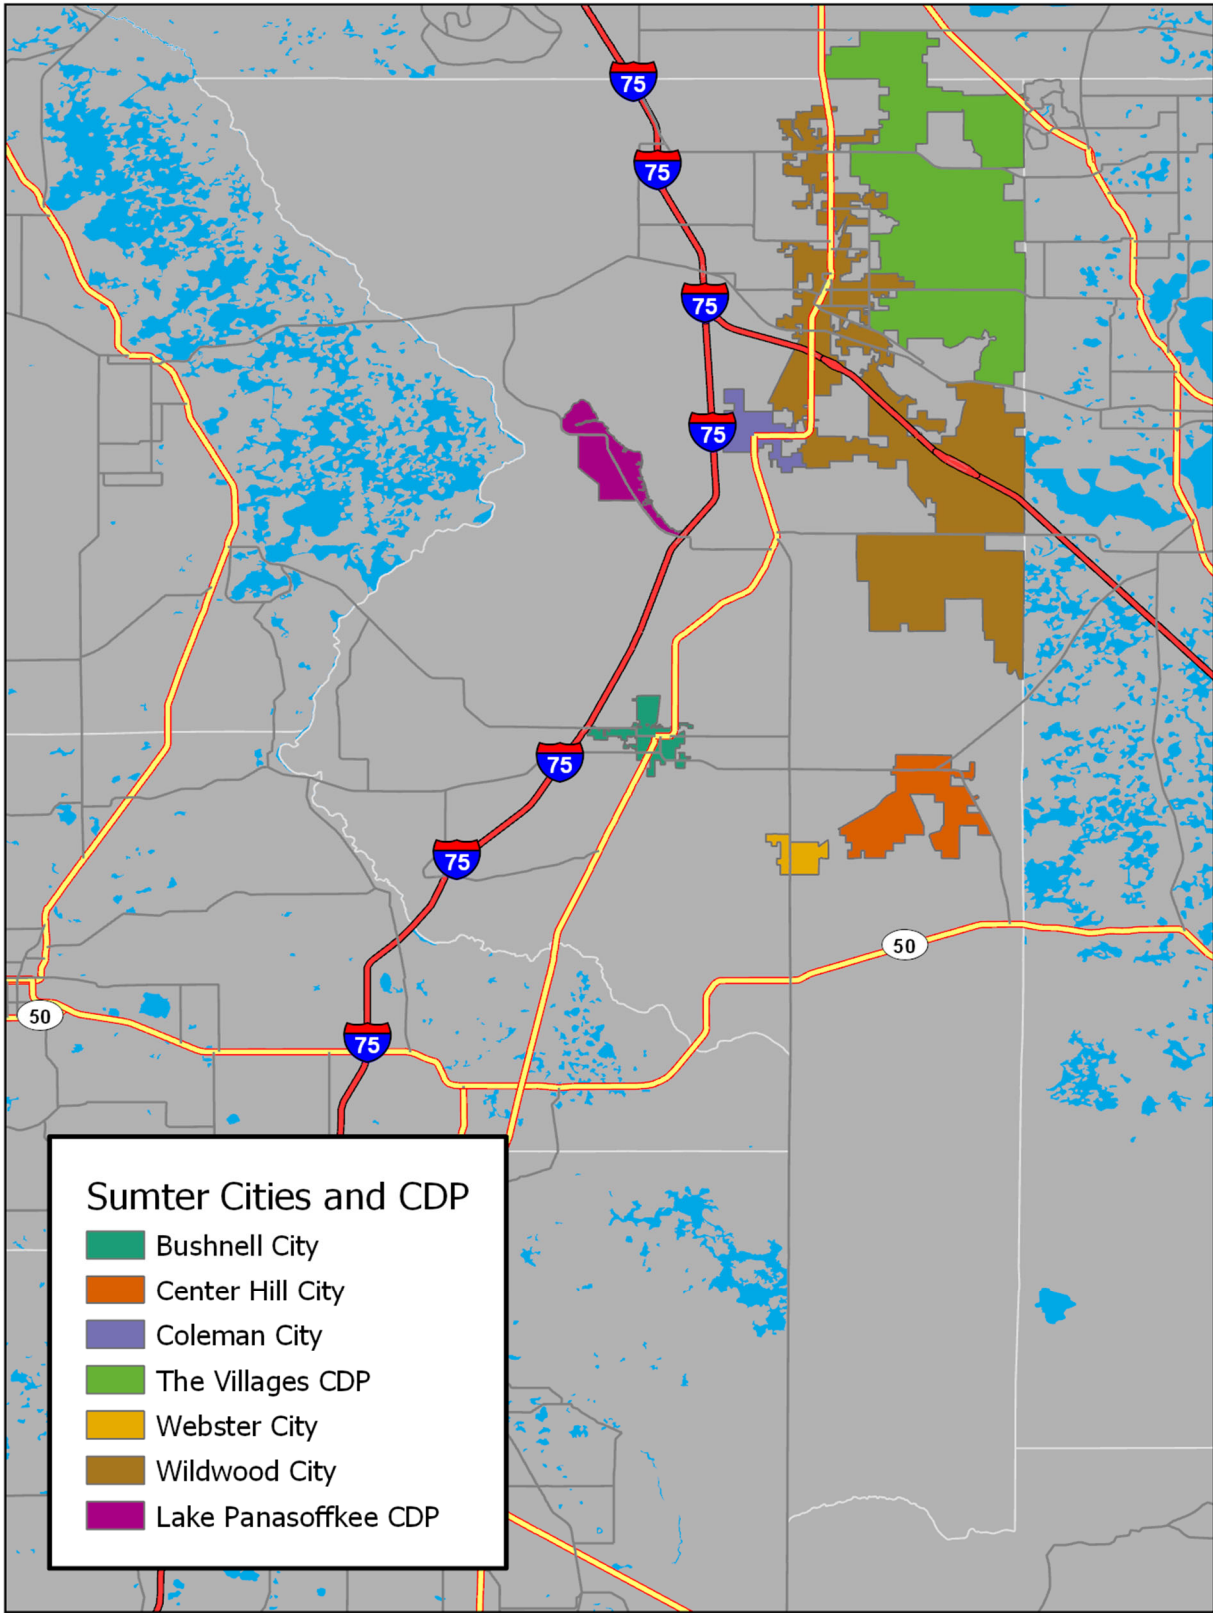 75
75
75
75
75
75
50
75
50
Sumter Cities and CDP
Bushnell City
Center Hill City
Coleman City
The Villages CDP
Webster City
Wildwood City
Lake Panasoffkee CDP